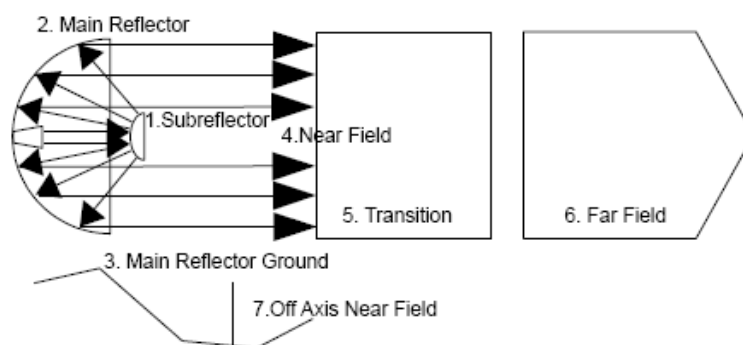 2. Main Reflector
1.Subreflector
4.Near Field
5. Transition
6. Far Field
3. Main Reflector Ground
7.Off Axis Near Field